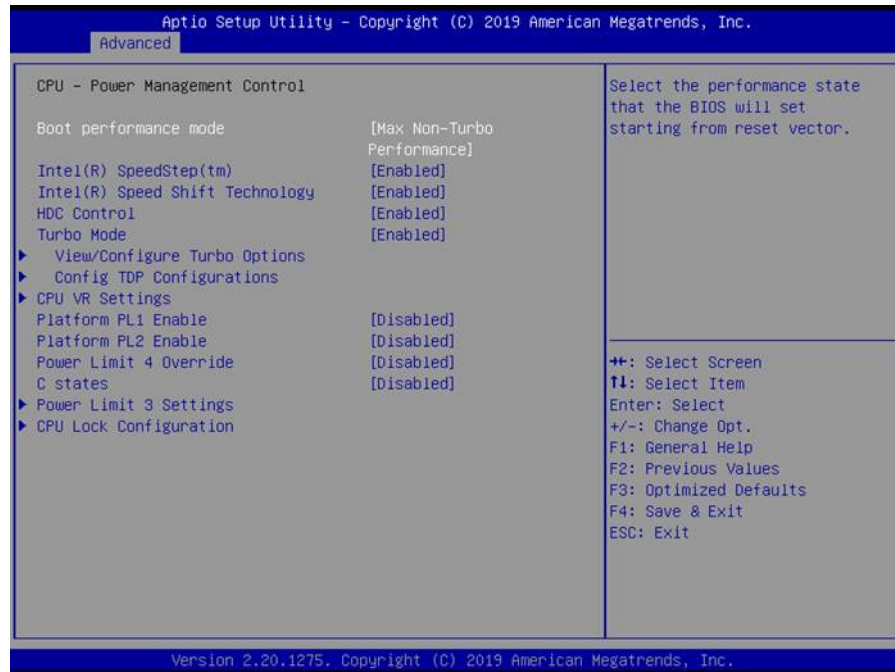 Aptio Setup Utility – Copyright (C) 2019 American Megatrends, Inc.
Advanced
CPU – Power Management Control
Boot performance mode [Max Non-Turbo
Performance]
Intel(R) SpeedStep(tm) [Enabled]
Intel(R) Speed Shift Technology [Enabled]
HDC Control [Enabled]
Turbo Mode [Enabled]
View/Configure Turbo Options
Config TDP Configurations
CPU VR Settings
Platform PL1 Enable [Disabled]
Platform PL2 Enable [Disabled]
Power Limit 4 Override [Disabled]
C states [Disabled]
Power Limit 3 Settings
CPU Lock Configuration
Select the performance state
that the BIOS will set
starting from reset vector.
→←: Select Screen
↑↓: Select Item
Enter: Select
+/-: Change Opt.
F1: General Help
F2: Previous Values
F3: Optimized Defaults
F4: Save & Exit
ESC: Exit
Version 2.20.1275. Copyright (C) 2019 American Megatrends, Inc.